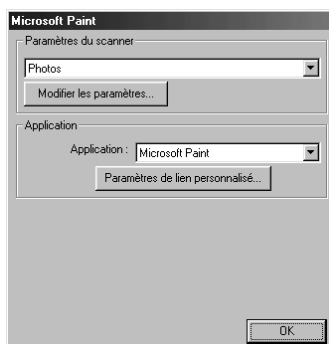 Microsoft Paint
Paramètres du scanner
Photos
Modifier les paramètres...
Application
Application : Microsoft Paint
Paramètres de lien personnalisé...
OK